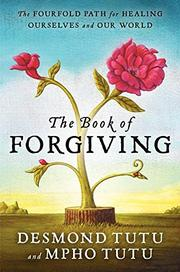 THE FOURFOLD PATH for HEALING
OURSELVES and OUR WORLD
THE BOOK OF
FORGIVING
DESMOND TUTU
and MPHO TUTU